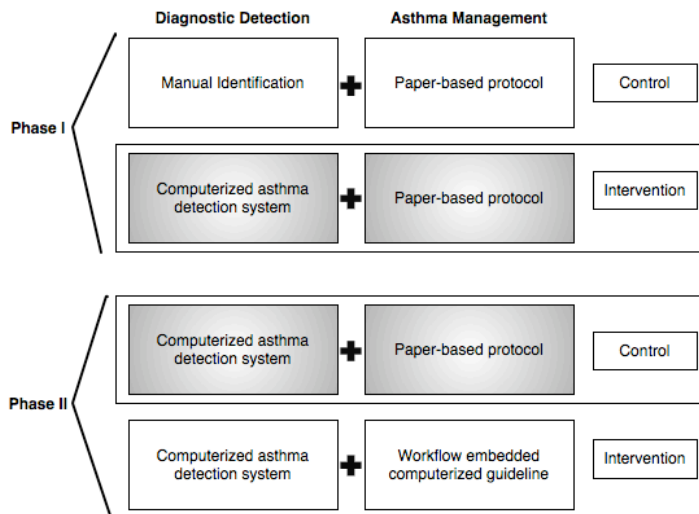 Diagnostic Detection
Asthma Management
Manual Identification
Paper-based protocol
Control
Phase I
Computerized asthma
detection system
Paper-based protocol
Intervention
Computerized asthma
detection system
Paper-based protocol
Control
Phase II
Computerized asthma
detection system
Workflow embedded
computerized guideline
Intervention